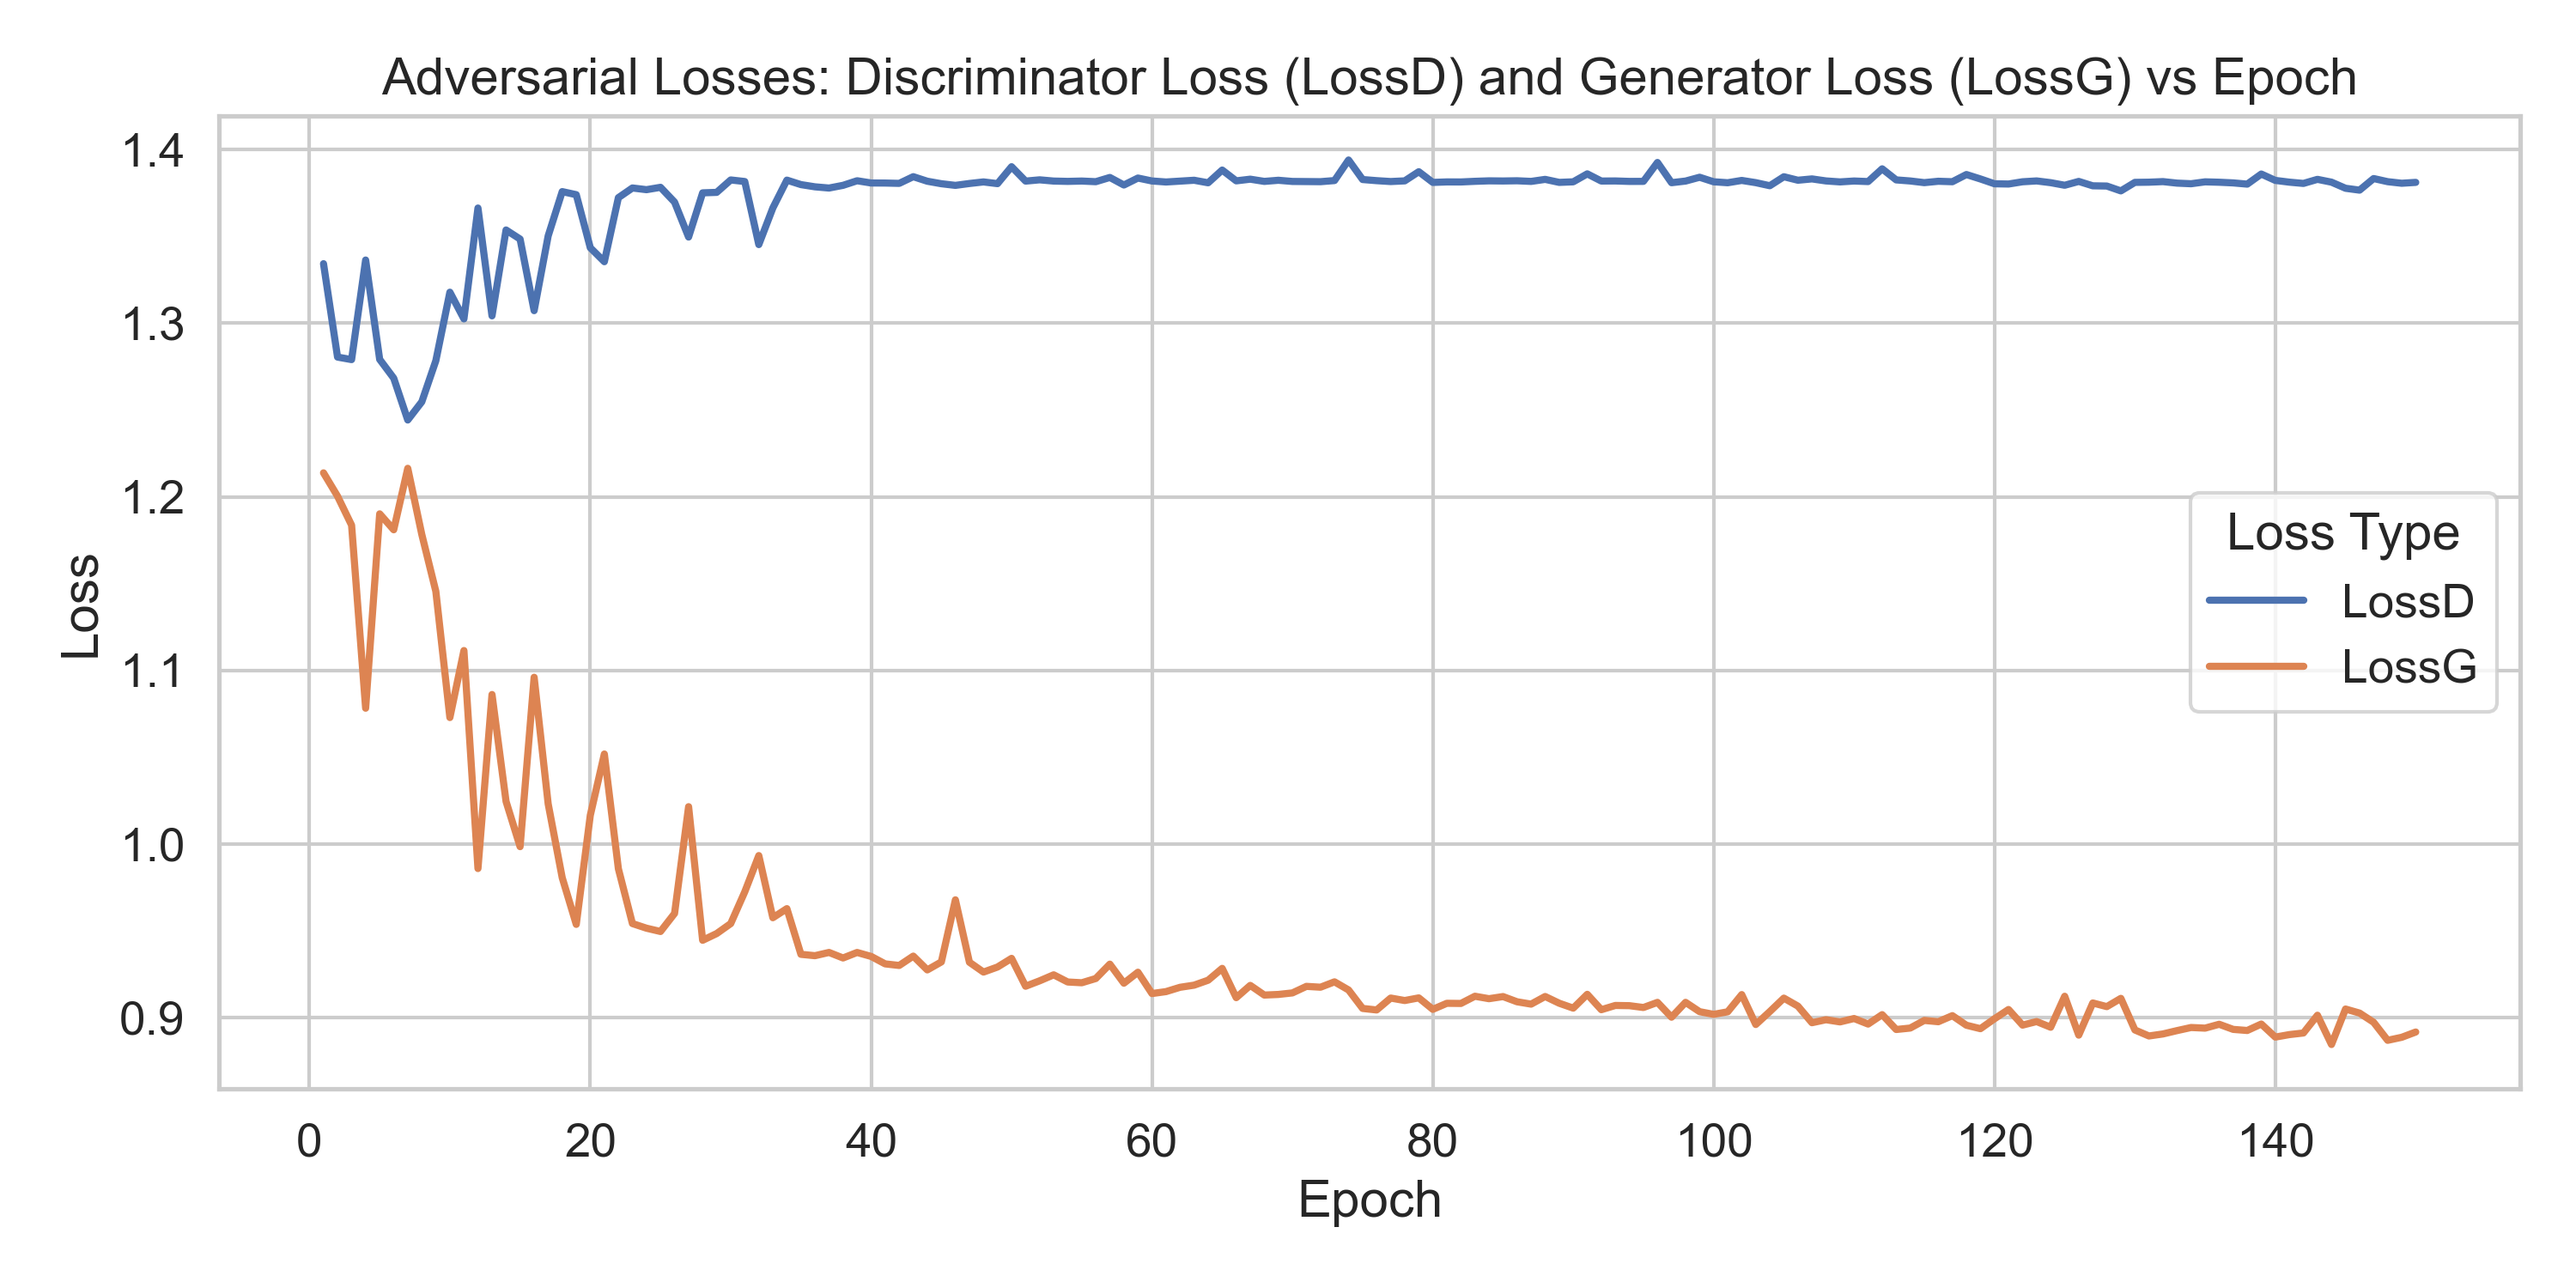 Adversarial Losses: Discriminator Loss (LossD) and Generator Loss (LossG) vs Epoch
1.4
1.3
1.2
1.1
1.0
0.9
Loss
Loss Type
LossD
LossG
0 20 40 60 80 100 120 140
Epoch